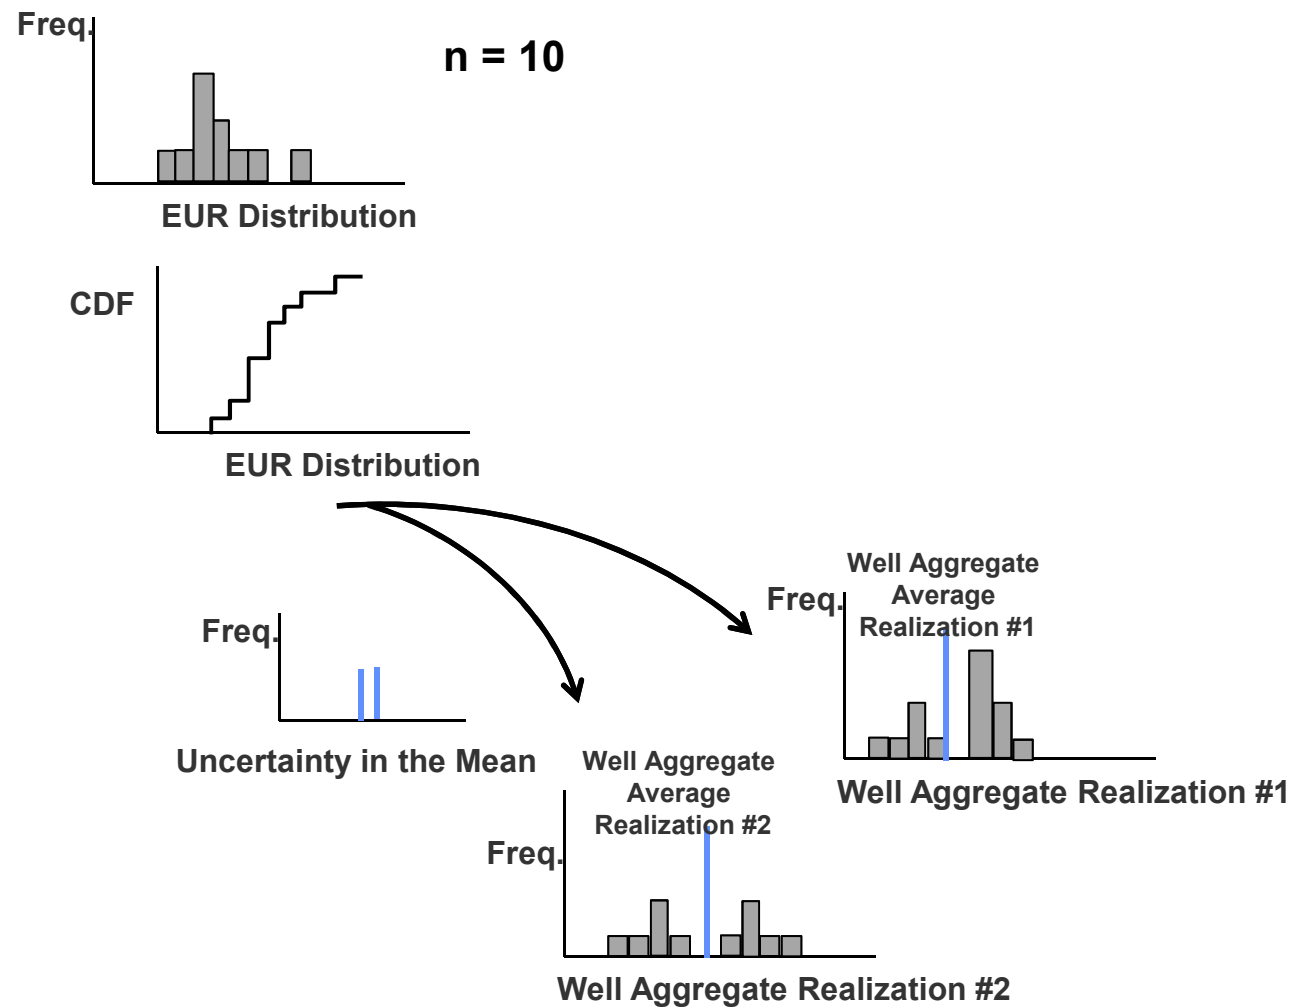 Freq.
n = 10
EUR Distribution
CDF
EUR Distribution
Well Aggregate
Average
Realization #1
Freq.
Freq.
Uncertainty in the Mean
Well Aggregate Realization #1
Well Aggregate
Average
Realization #2
Freq.
Well Aggregate Realization #2